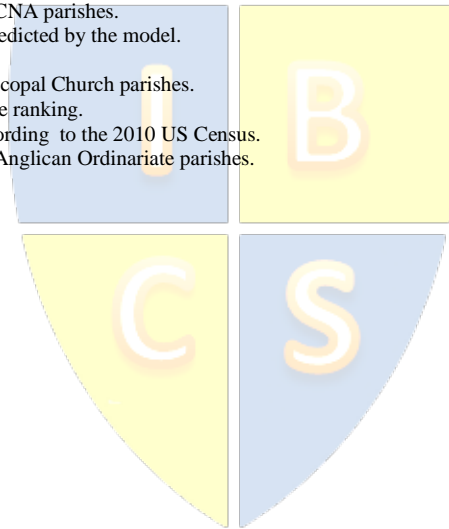 CNA parishes.
edicted by the model.
copal Church parishes.
e ranking.
ording to the 2010 US Census.
Anglican Ordinariate parishes.
I B
C S